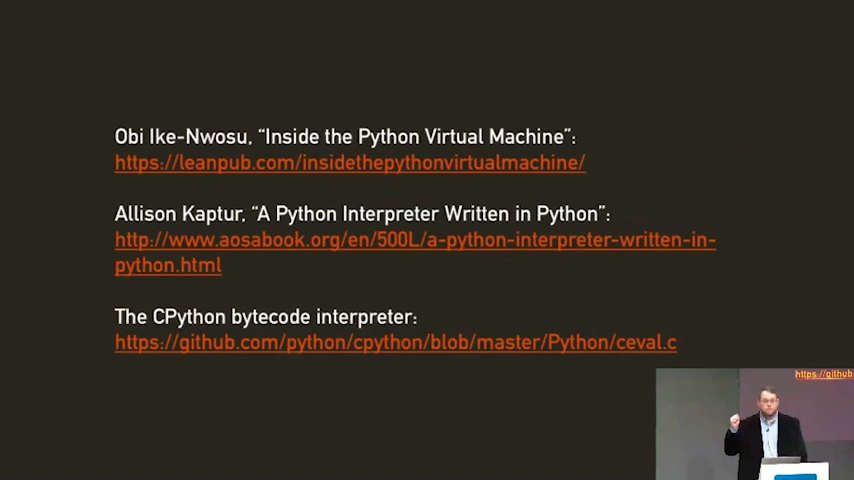 Obi Ike-Nwosu, “Inside the Python Virtual Machine”:
https://leanpub.com/insidethepythonvirtualmachine/
Allison Kaptur, “A Python Interpreter Written in Python”:
http://www.aosabook.org/en/500L/a-python-interpreter-written-in-
python.html
The CPython bytecode interpreter:
https://github.com/python/cpython/blob/master/Python/ceval.c
https://github